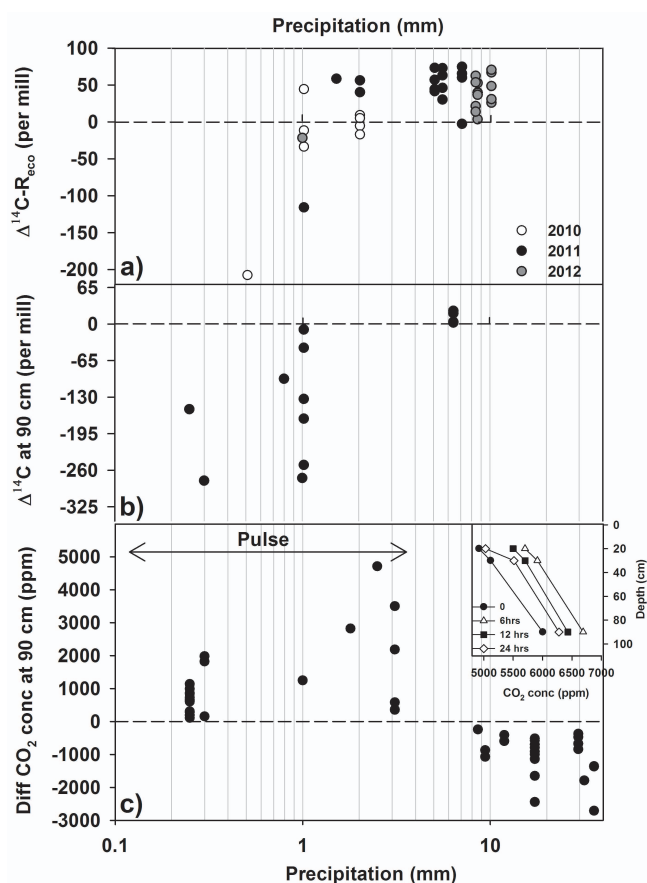 Precipitation (mm)
100
50
0
-50
-100
-150
-200
Δ¹⁴C-Reco (per mill)
a)
2010
2011
2012
65
0
-65
-130
-195
-260
-325
Δ¹⁴C at 90 cm (per mill)
b)
Pulse
5000
4000
3000
2000
1000
0
-1000
-2000
-3000
Diff CO₂ conc at 90 cm (ppm)
c)
0
20
40
60
80
100
Depth (cm)
0
6hrs
12 hrs
24 hrs
5000 5500 6000 6500 7000
CO₂ conc (ppm)
0.1 1 10
Precipitation (mm)